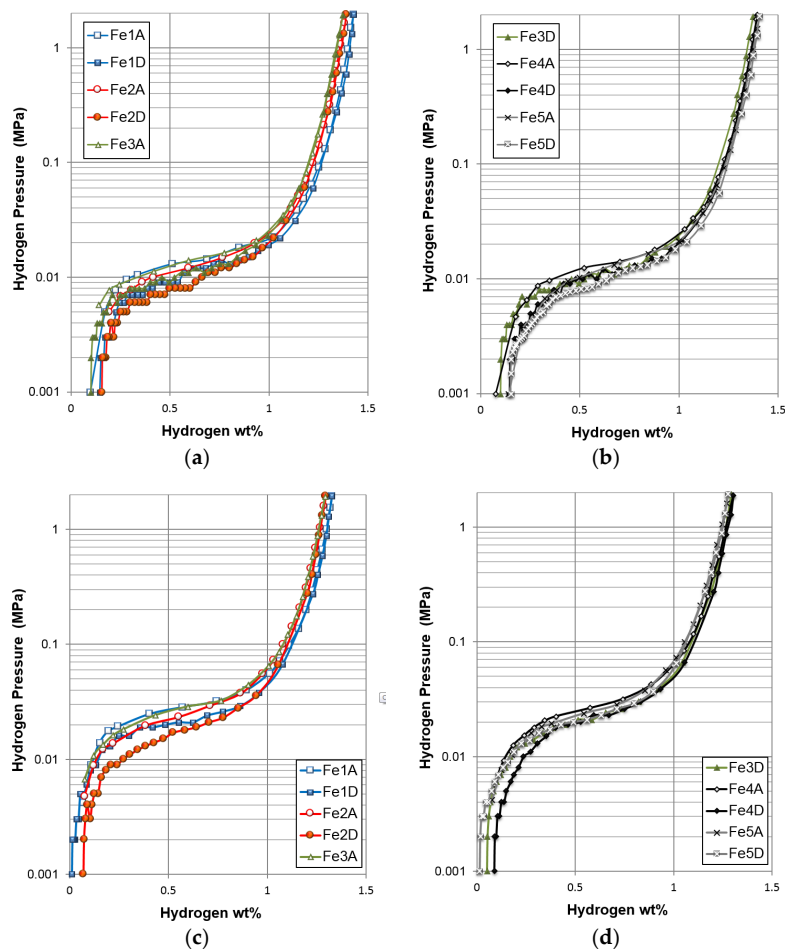 1
0.1
0.01
0.001
Hydrogen Pressure (MPa)
Fe1A
Fe1D
Fe2A
Fe2D
Fe3A
0 0.5 1 1.5
Hydrogen wt%
(a)
1
0.1
0.01
0.001
Hydrogen Pressure (MPa)
Fe3D
Fe4A
Fe4D
Fe5A
Fe5D
0 0.5 1 1.5
Hydrogen wt%
(b)
1
0.1
0.01
0.001
Hydrogen Pressure (MPa)
Fe1A
Fe1D
Fe2A
Fe2D
Fe3A
0 0.5 1 1.5
Hydrogen wt%
(c)
1
0.1
0.01
0.001
Hydrogen Pressure (MPa)
Fe3D
Fe4A
Fe4D
Fe5A
Fe5D
0 0.5 1 1.5
Hydrogen wt%
(d)